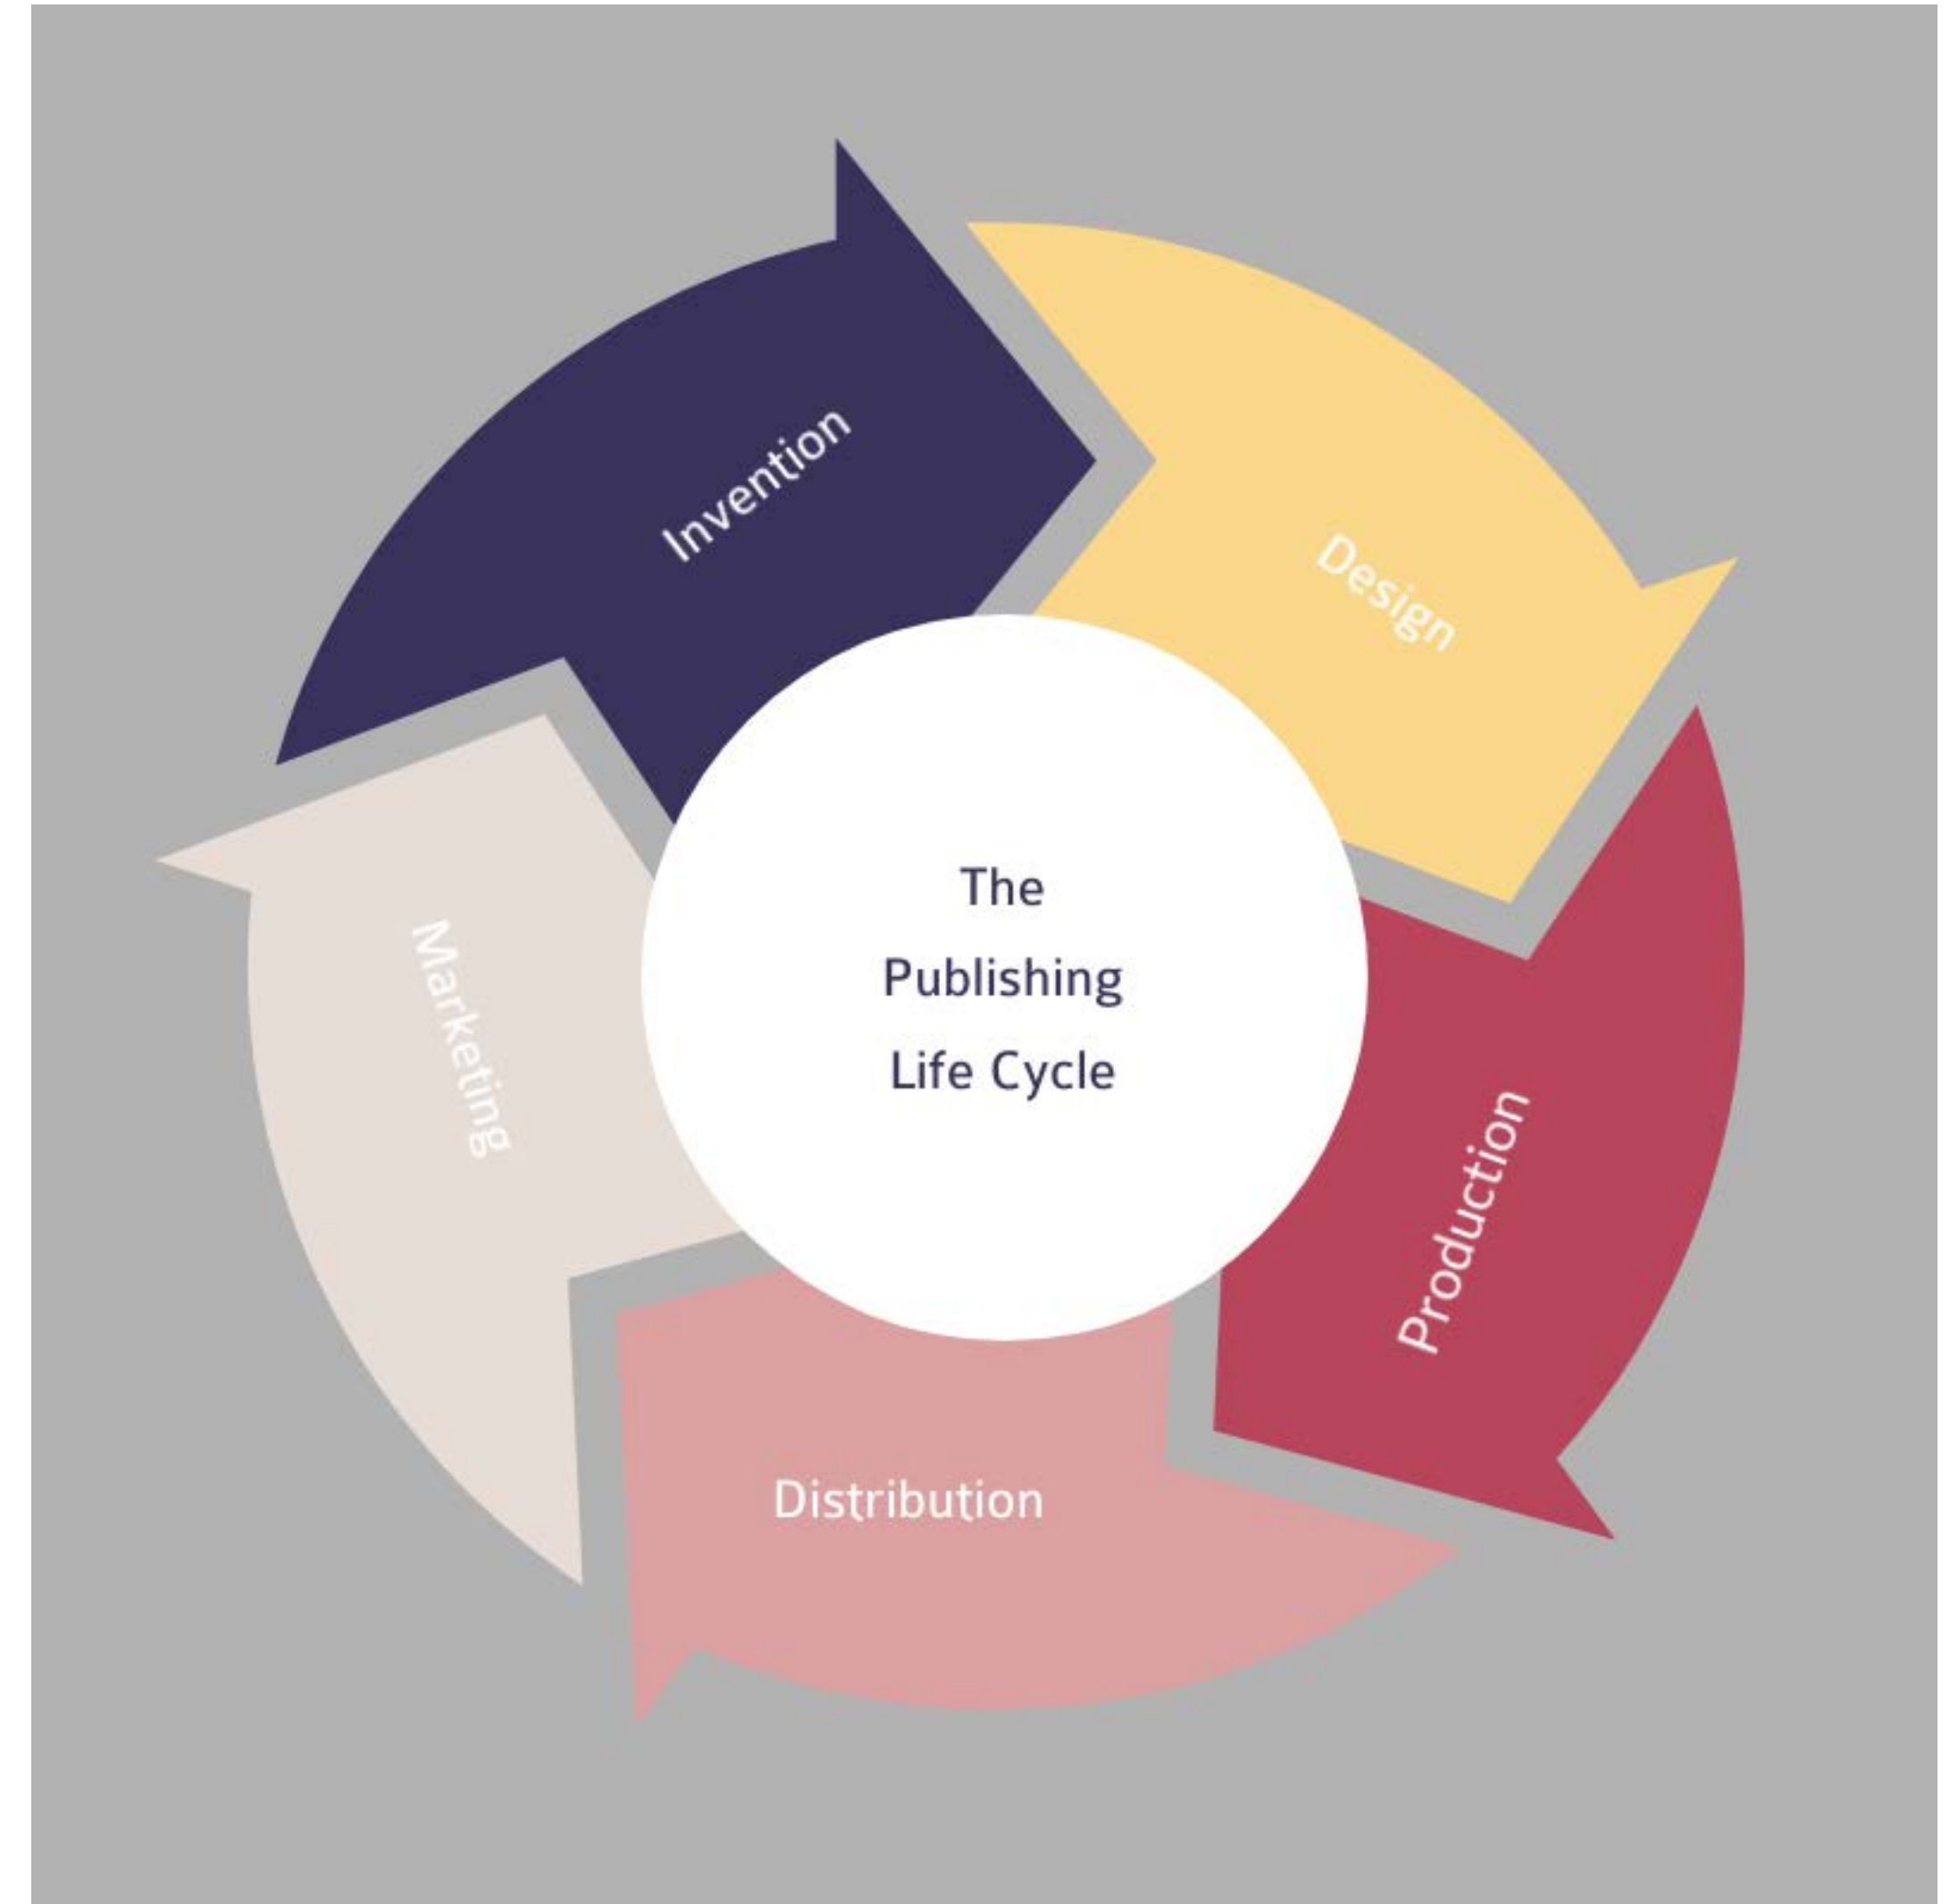 Invention
Design
Production
Distribution
Marketing
The
Publishing
Life Cycle